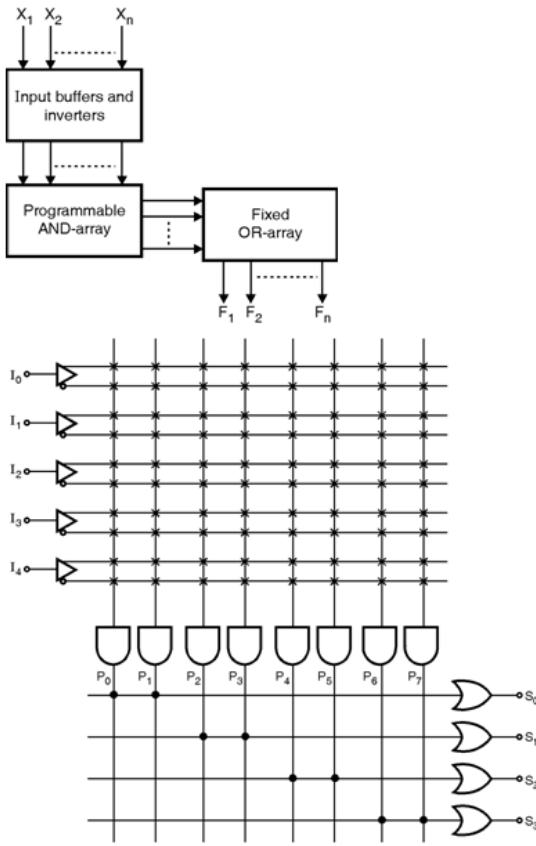 X1 X2 Xn
Input buffers and
inverters
Programmable
AND-array
Fixed
OR-array
F1 F2 Fn
I0
I1
I2
I3
I4
P0 P1 P2 P3 P4 P5 P6 P7
S0
S1
S2
S3